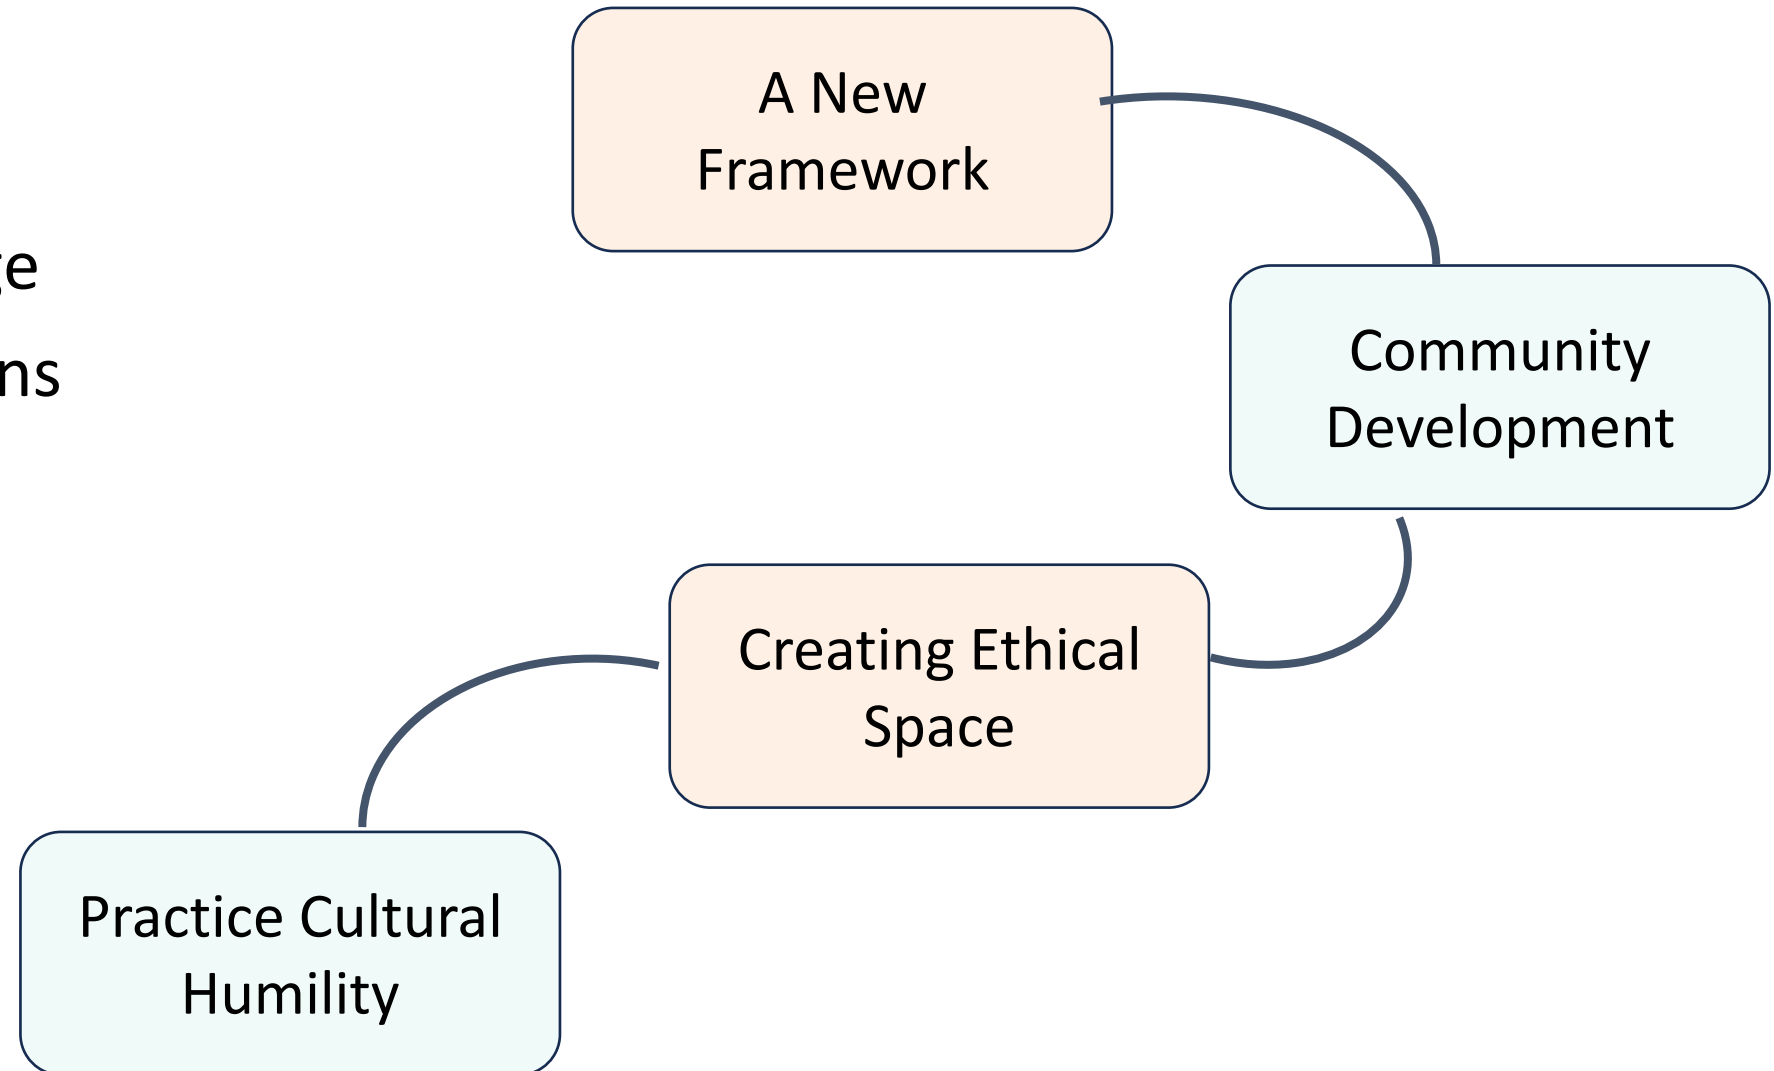 A New
Framework
Community
Development
Creating Ethical
Space
Practice Cultural
Humility